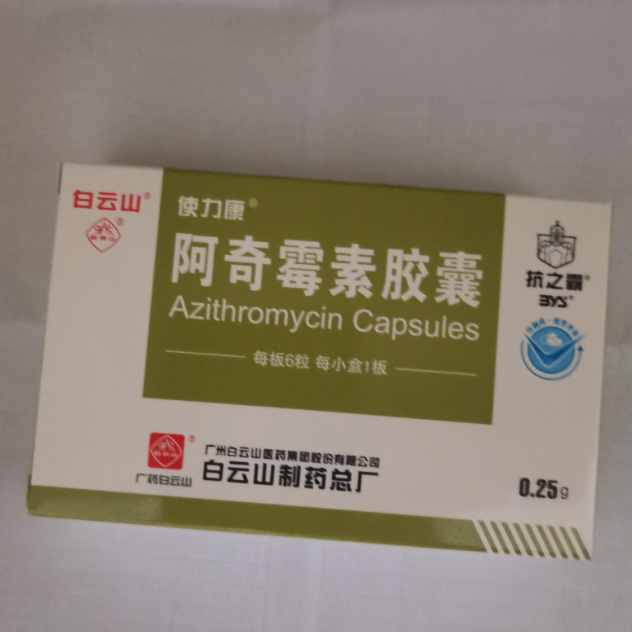 白云山®
使力康®
阿奇霉素胶囊
Azithromycin Capsules
每板6粒 每小盒1板
抗之霸®
BYS®
广州白云山医药集团股份有限公司
白云山制药总厂
广药白云山
0.25g